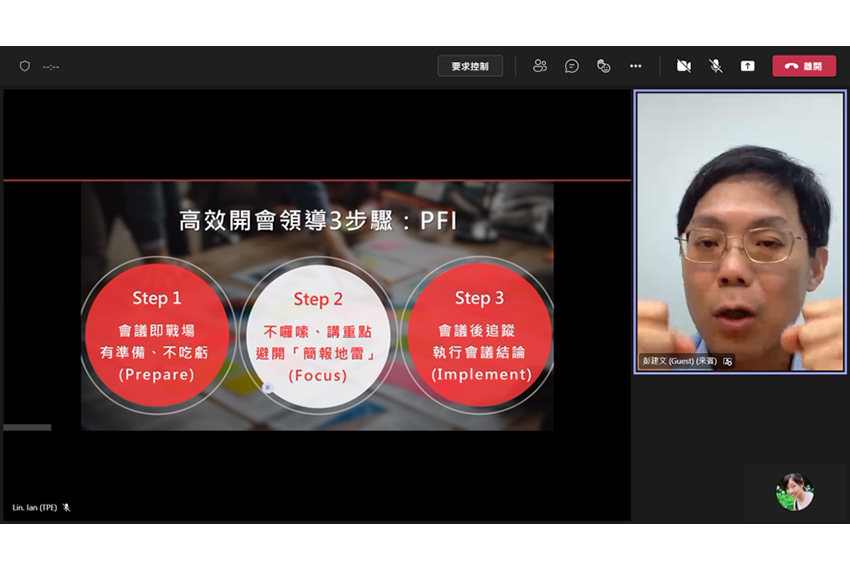 --:--
要求控制
離開
高效開會領導3步驟：PFI
Step 1
會議即戰場
有準備、不吃虧
(Prepare)
Step 2
不囉嗦、講重點
避開「簡報地雷」
(Focus)
Step 3
會議後追蹤
執行會議結論
(Implement)
彭建文 (Guest) (來賓)
Lin, Ian (TPE)